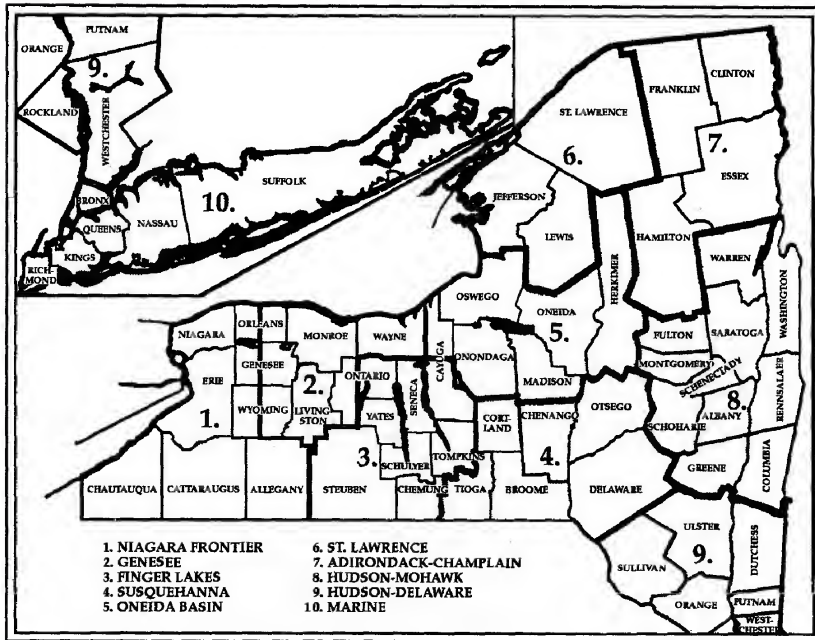 PUTNAM
ORANGE
9.
ROCKLAND
WESTCHESTER
BRONX
QUEENS
NASSAU
10.
SUFFOLK
KINGS
RICH-
MOND
ST. LAWRENCE
FRANKLIN
CLINTON
6.
7.
ESSEX
JEFFERSON
LEWIS
HERKIMER
HAMILTON
WARREN
WASHINGTON
OSWEGO
ONEIDA
5.
SARATOGA
FULTON
MONTGOMERY
SCHENECTADY
RENNSALAER
NIAGARA
ORLEANS
MONROE
WAYNE
CAYUGA
ONONDAGA
MADISON
ERIE
GENESEE
2.
LIVING
STON
ONTARIO
SENECA
YATES
1.
WYOMING
CORT-
LAND
CHENANGO
OTSEGO
SCHOHARIE
ALBANY
8.
3.
SCHULYER
TOMPKINS
4.
GREENE
COLUMBIA
CHAUTAUQUA
CATTARAUGUS
ALLEGANY
STEUBEN
CHEMUNG
TIOGA
BROOME
DELAWARE
ULSTER
9.
DUTCHESS
SULLIVAN
ORANGE
PUTNAM
WEST-
CHESTER
1. NIAGARA FRONTIER
2. GENESEE
3. FINGER LAKES
4. SUSQUEHANNA
5. ONEIDA BASIN
6. ST. LAWRENCE
7. ADIRONDACK-CHAMPLAIN
8. HUDSON-MOHAWK
9. HUDSON-DELAWARE
10. MARINE